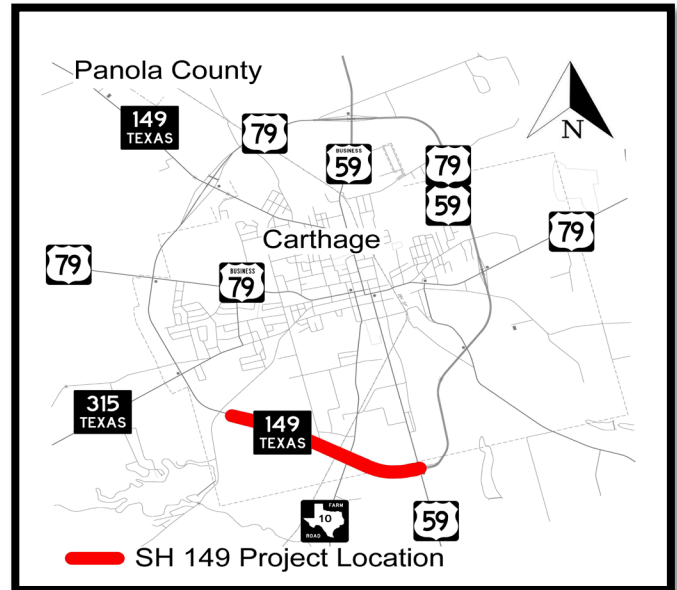 Panola County
149
TEXAS
79
BUSINESS
59
79
59
N
Carthage
79
79
BUSINESS
79
315
TEXAS
149
TEXAS
FARM
10
ROAD
59
SH 149 Project Location